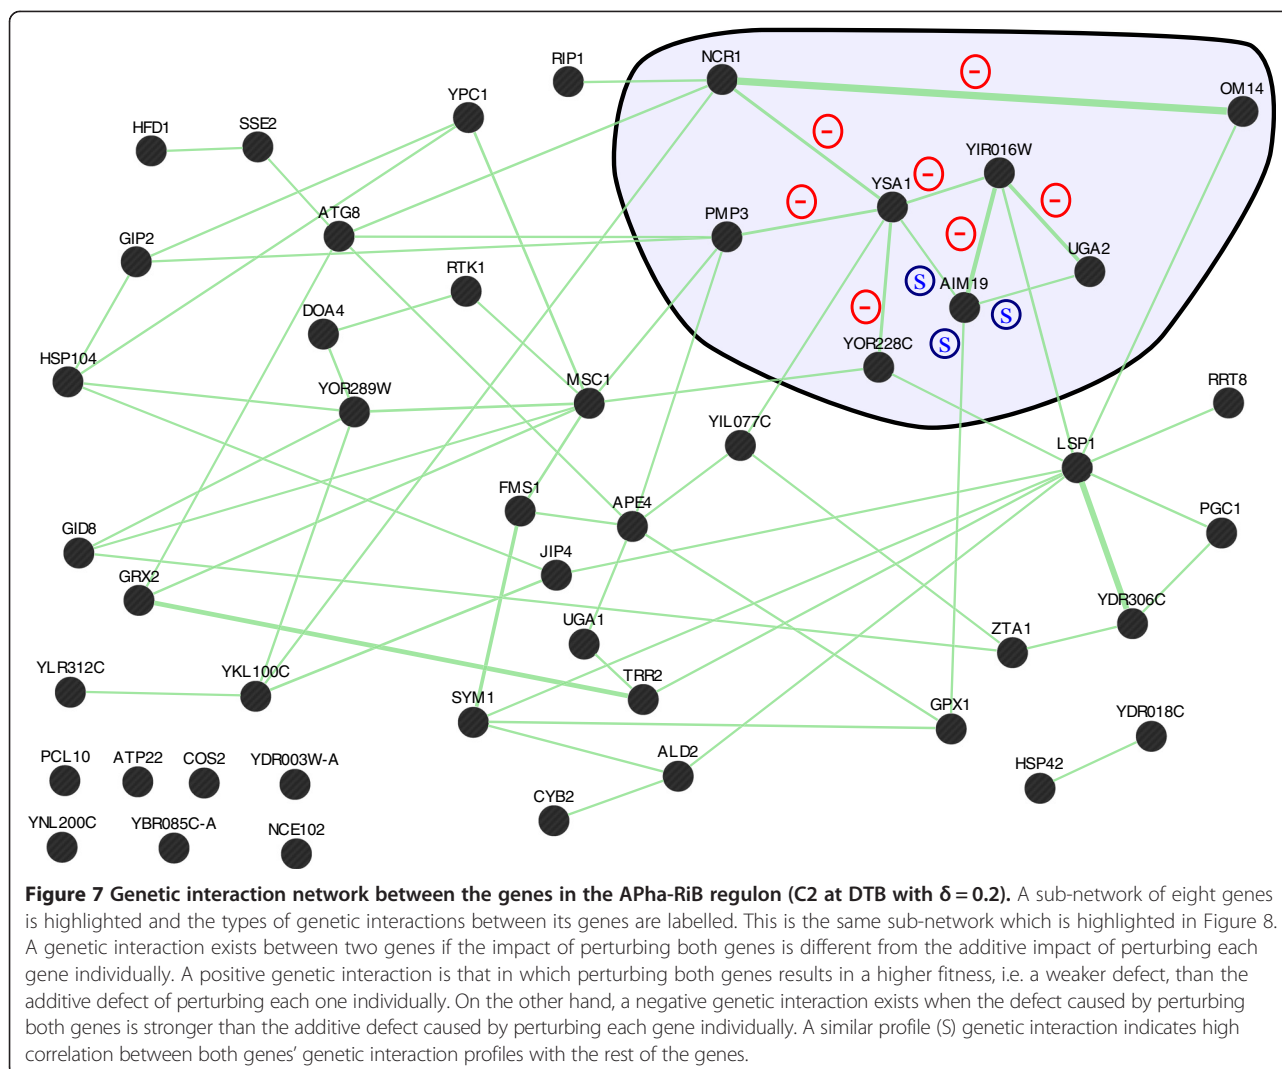 RIP1
NCR1
OM14
YPC1
HFD1
SSE2
YIR016W
YSA1
ATG8
PMP3
GIP2
UGA2
RTK1
AIM19
DOA4
HSP104
YOR228C
MSC1
YOR289W
RRT8
YIL077C
LSP1
FMS1
APE4
PGC1
GID8
JIP4
GRX2
YDR306C
UGA1
ZTA1
YLR312C
YKL100C
TRR2
SYM1
GPX1
YDR018C
PCL10
ATP22
COS2
YDR003W-A
ALD2
HSP42
CYB2
YNL200C
YBR085C-A
NCE102
−
−
−
−
−
−
−
S
S
S
Figure 7 Genetic interaction network between the genes in the APha-RiB regulon (C2 at DTB with δ = 0.2). A sub-network of eight genes
is highlighted and the types of genetic interactions between its genes are labelled. This is the same sub-network which is highlighted in Figure 8.
A genetic interaction exists between two genes if the impact of perturbing both genes is different from the additive impact of perturbing each
gene individually. A positive genetic interaction is that in which perturbing both genes results in a higher fitness, i.e. a weaker defect, than the
additive defect of perturbing each one individually. On the other hand, a negative genetic interaction exists when the defect caused by perturbing
both genes is stronger than the additive defect caused by perturbing each gene individually. A similar profile (S) genetic interaction indicates high
correlation between both genes’ genetic interaction profiles with the rest of the genes.